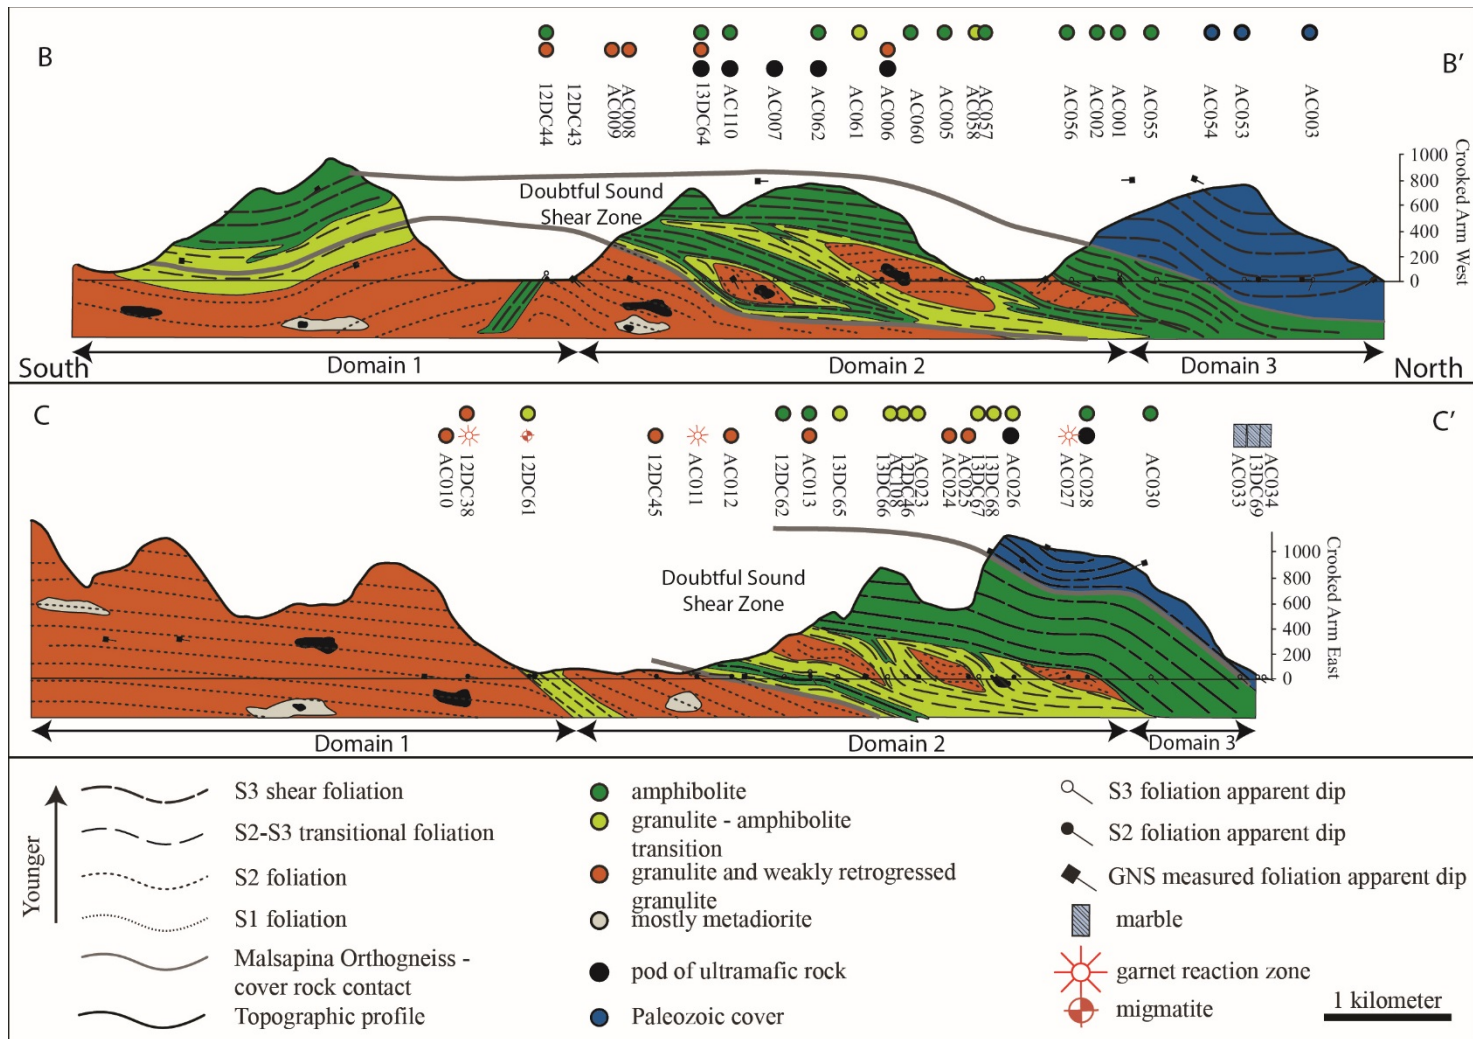 B
B'
12DC44
12DC43
AC009
AC008
13DC64
AC110
AC007
AC062
AC061
AC006
AC060
AC005
AC058
AC057
AC056
AC002
AC001
AC055
AC054
AC053
AC003
Doubtful Sound
Shear Zone
1000
800
600
400
200
0
Crooked Arm West
South
Domain 1
Domain 2
Domain 3
North
C
C'
AC010
12DC38
12DC61
12DC45
AC011
AC012
12DC62
AC013
13DC65
13DC66
AC108
12DC46
AC023
AC024
AC025
13DC67
13DC68
AC026
AC027
AC028
AC030
AC033
13DC69
AC034
Doubtful Sound
Shear Zone
1000
800
600
400
200
0
Crooked Arm East
Domain 1
Domain 2
Domain 3
Younger
S3 shear foliation
S2-S3 transitional foliation
S2 foliation
S1 foliation
Malsapina Orthogneiss -
cover rock contact
Topographic profile
amphibolite
granulite - amphibolite
transition
granulite and weakly retrogressed
granulite
mostly metadiorite
pod of ultramafic rock
Paleozoic cover
S3 foliation apparent dip
S2 foliation apparent dip
GNS measured foliation apparent dip
marble
garnet reaction zone
migmatite
1 kilometer